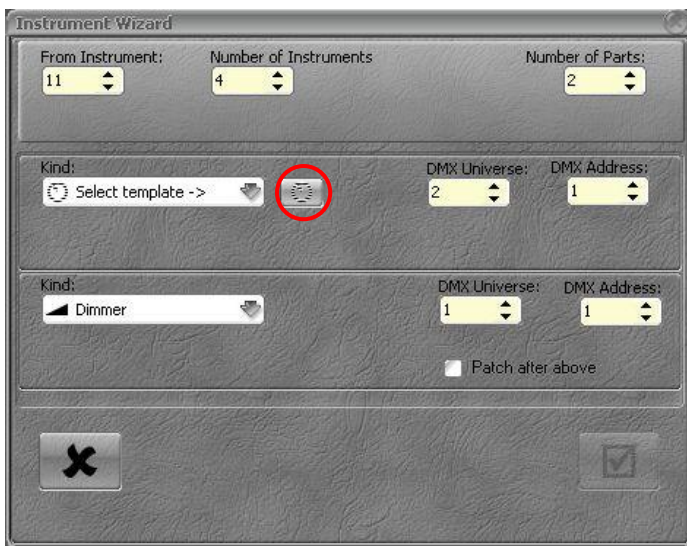 Instrument Wizard
From Instrument: Number of Instruments Number of Parts:
11 4 2
Kind: DMX Universe: DMX Address:
Select template -> 2 1
Kind: DMX Universe: DMX Address:
Dimmer 1 1
Patch after above